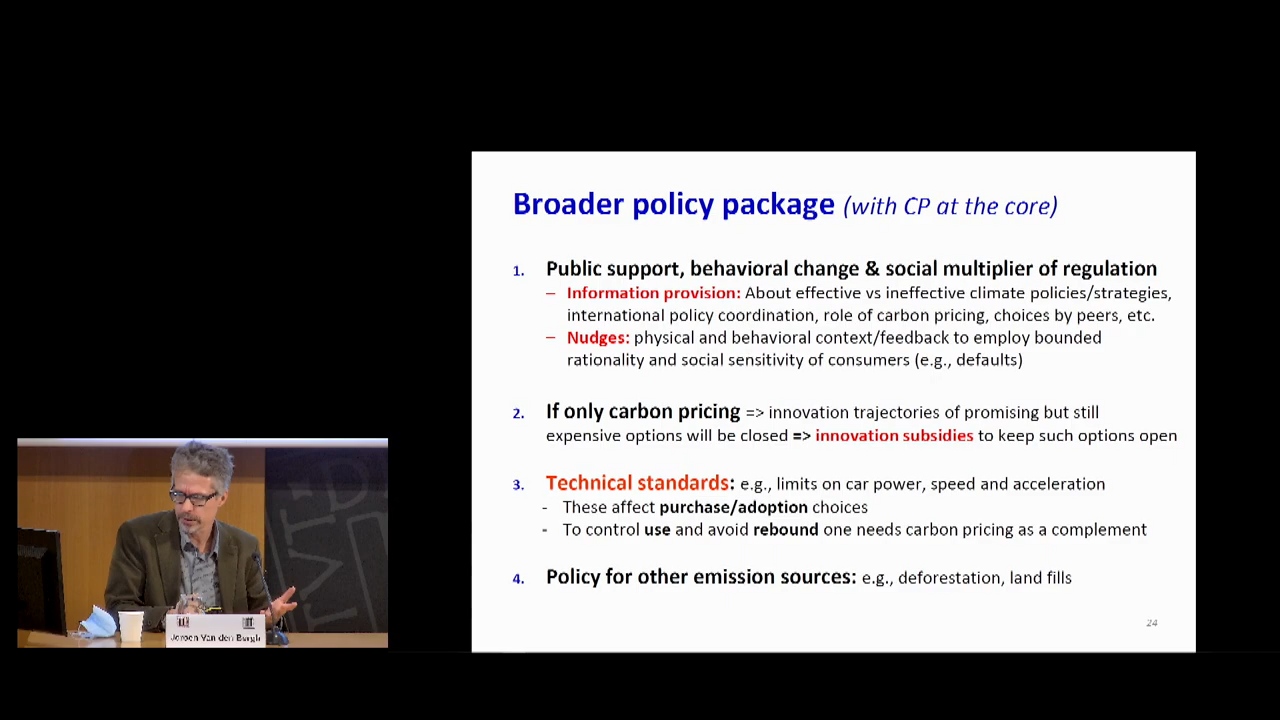 Broader policy package (with CP at the core)
1. Public support, behavioral change & social multiplier of regulation
– Information provision: About effective vs ineffective climate policies/strategies,
international policy coordination, role of carbon pricing, choices by peers, etc.
– Nudges: physical and behavioral context/feedback to employ bounded
rationality and social sensitivity of consumers (e.g., defaults)
2. If only carbon pricing => innovation trajectories of promising but still
expensive options will be closed => innovation subsidies to keep such options open
3. Technical standards: e.g., limits on car power, speed and acceleration
- These affect purchase/adoption choices
- To control use and avoid rebound one needs carbon pricing as a complement
4. Policy for other emission sources: e.g., deforestation, land fills
24
Joroen Van den Bergh